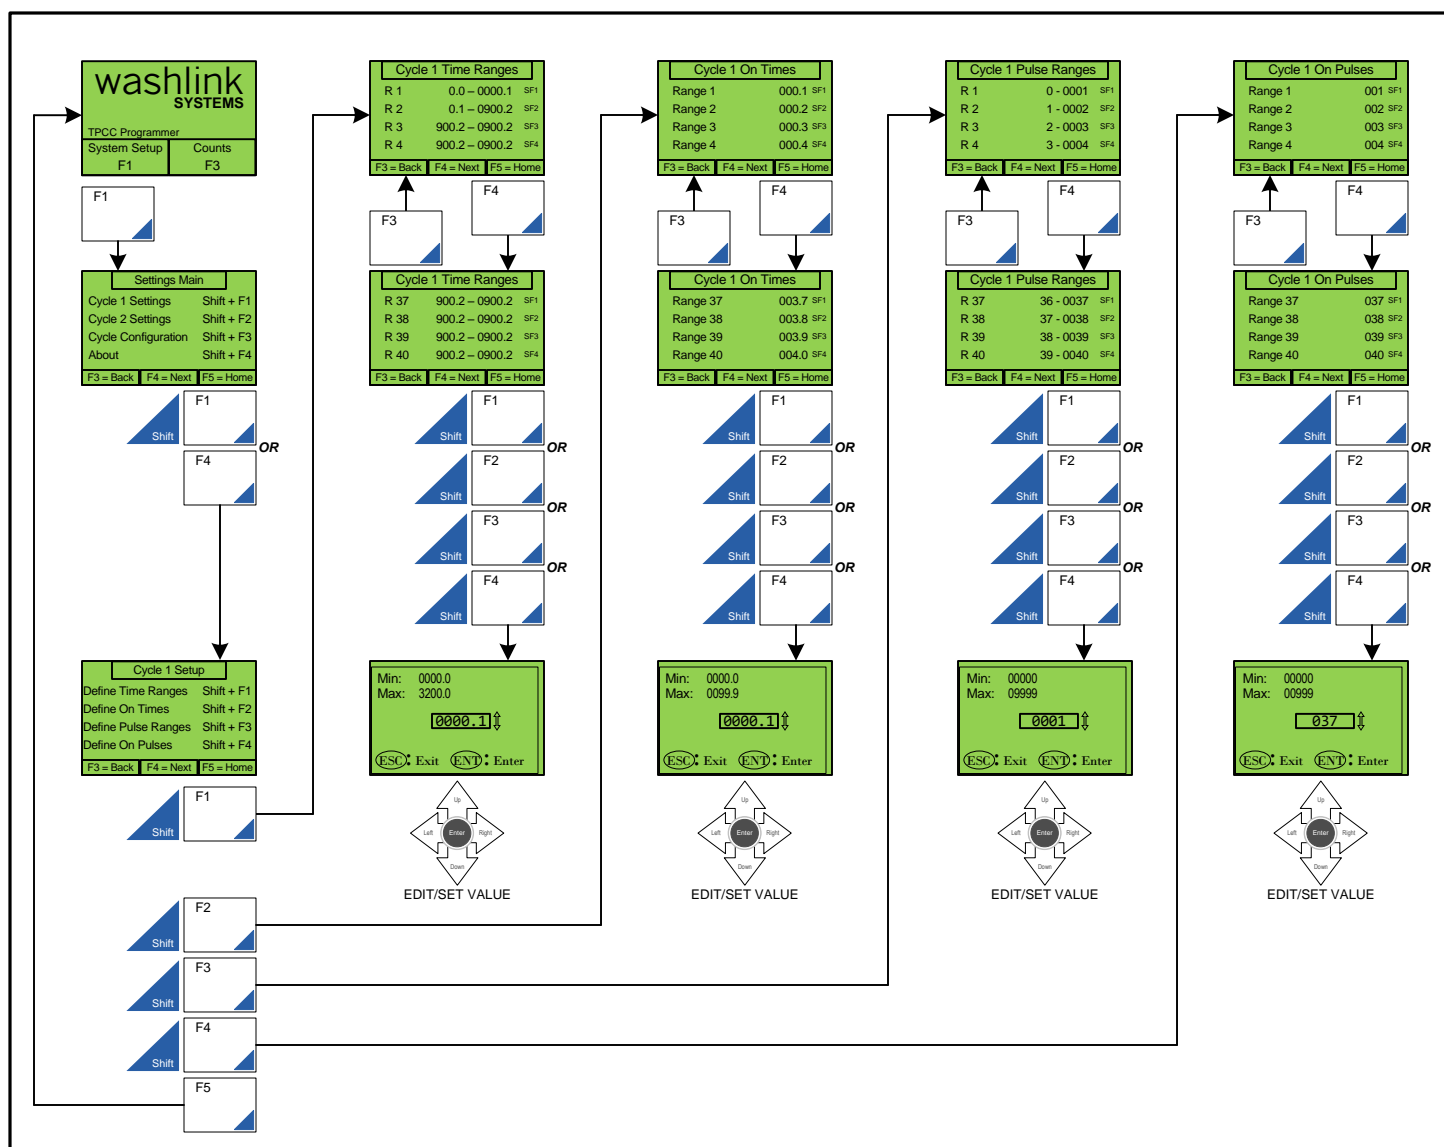 washlink
SYSTEMS
TPCC Programmer
System Setup Counts
F1 F3
F1
Settings Main
Cycle 1 Settings Shift + F1
Cycle 2 Settings Shift + F2
Cycle Configuration Shift + F3
About Shift + F4
F3 = Back F4 = Next F5 = Home
Shift F1
OR
F4
Cycle 1 Setup
Define Time Ranges Shift + F1
Define On Times Shift + F2
Define Pulse Ranges Shift + F3
Define On Pulses Shift + F4
F3 = Back F4 = Next F5 = Home
Shift F1
Shift F2
Shift F3
Shift F4
F5
Cycle 1 Time Ranges
R 1 0.0 – 0000.1 SF1
R 2 0.1 – 0900.2 SF2
R 3 900.2 – 0900.2 SF3
R 4 900.2 – 0900.2 SF4
F3 = Back F4 = Next F5 = Home
F4
F3
Cycle 1 Time Ranges
R 37 900.2 – 0900.2 SF1
R 38 900.2 – 0900.2 SF2
R 39 900.2 – 0900.2 SF3
R 40 900.2 – 0900.2 SF4
F3 = Back F4 = Next F5 = Home
Shift F1
OR
Shift F2
OR
Shift F3
OR
Shift F4
Min: 0000.0
Max: 3200.0
0000.1
ESC: Exit ENT: Enter
Up
Left Enter Right
Down
EDIT/SET VALUE
Cycle 1 On Times
Range 1 000.1 SF1
Range 2 000.2 SF2
Range 3 000.3 SF3
Range 4 000.4 SF4
F3 = Back F4 = Next F5 = Home
F4
F3
Cycle 1 On Times
Range 37 003.7 SF1
Range 38 003.8 SF2
Range 39 003.9 SF3
Range 40 004.0 SF4
F3 = Back F4 = Next F5 = Home
Shift F1
OR
Shift F2
OR
Shift F3
OR
Shift F4
Min: 0000.0
Max: 0099.9
0000.1
ESC: Exit ENT: Enter
Up
Left Enter Right
Down
EDIT/SET VALUE
Cycle 1 Pulse Ranges
R 1 0 - 0001 SF1
R 2 1 - 0002 SF2
R 3 2 - 0003 SF3
R 4 3 - 0004 SF4
F3 = Back F4 = Next F5 = Home
F4
F3
Cycle 1 Pulse Ranges
R 37 36 - 0037 SF1
R 38 37 - 0038 SF2
R 39 38 - 0039 SF3
R 40 39 - 0040 SF4
F3 = Back F4 = Next F5 = Home
Shift F1
OR
Shift F2
OR
Shift F3
OR
Shift F4
Min: 00000
Max: 09999
0001
ESC: Exit ENT: Enter
Up
Left Enter Right
Down
EDIT/SET VALUE
Cycle 1 On Pulses
Range 1 001 SF1
Range 2 002 SF2
Range 3 003 SF3
Range 4 004 SF4
F3 = Back F4 = Next F5 = Home
F4
F3
Cycle 1 On Pulses
Range 37 037 SF1
Range 38 038 SF2
Range 39 039 SF3
Range 40 040 SF4
F3 = Back F4 = Next F5 = Home
Shift F1
OR
Shift F2
OR
Shift F3
OR
Shift F4
Min: 00000
Max: 00999
037
ESC: Exit ENT: Enter
Up
Left Enter Right
Down
EDIT/SET VALUE